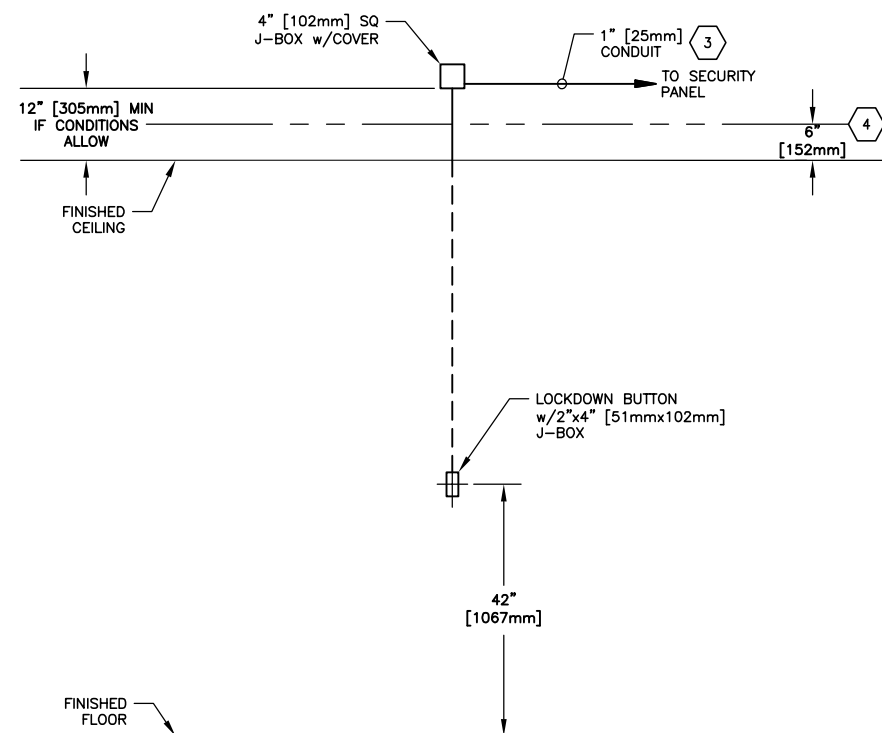 4" [102mm] SQ
J-BOX w/COVER
1" [25mm]
CONDUIT
3
TO SECURITY
PANEL
12" [305mm] MIN
IF CONDITIONS
ALLOW
6"
[152mm]
4
FINISHED
CEILING
LOCKDOWN BUTTON
w/2"x4" [51mmx102mm]
J-BOX
42"
[1067mm]
FINISHED
FLOOR